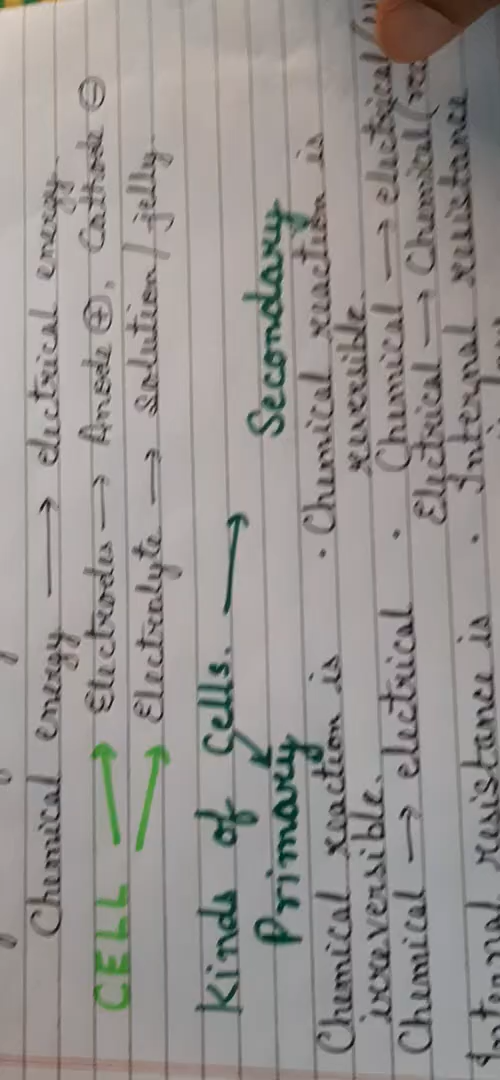 Chemical energy → electrical energy.
CELL → Electrodes → Anode ⊕, Cathode ⊖
→ Electrolyte → Solution / jelly.
Kinds of Cells. →
Primary Secondary
Chemical reaction is · Chemical reaction is
irreversible. reversible.
Chemical → electrical · Chemical → electrical
Electrical → Chemical
Internal resistance is · Internal resistance